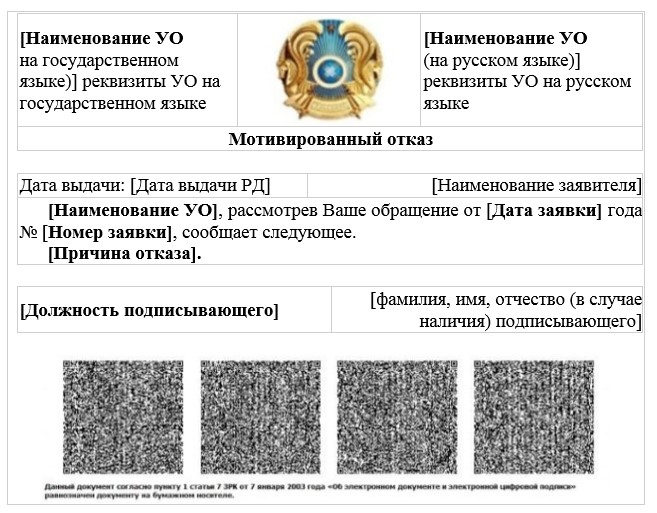 [Наименование УО
на государственном
языке)] реквизиты УО на
государственном языке
[Наименование УО
(на русском языке)]
реквизиты УО на русском
языке
Мотивированный отказ
Дата выдачи: [Дата выдачи РД]
[Наименование заявителя]
[Наименование УО], рассмотрев Ваше обращение от [Дата заявки] года
№ [Номер заявки], сообщает следующее.
[Причина отказа].
[Должность подписывающего]
[фамилия, имя, отчество (в случае
наличия) подписывающего]
Данный документ согласно пункту 1 статьи 7 ЗРК от 7 января 2003 года «Об электронном документе и электронной цифровой подписи»
равнозначен документу на бумажном носителе.